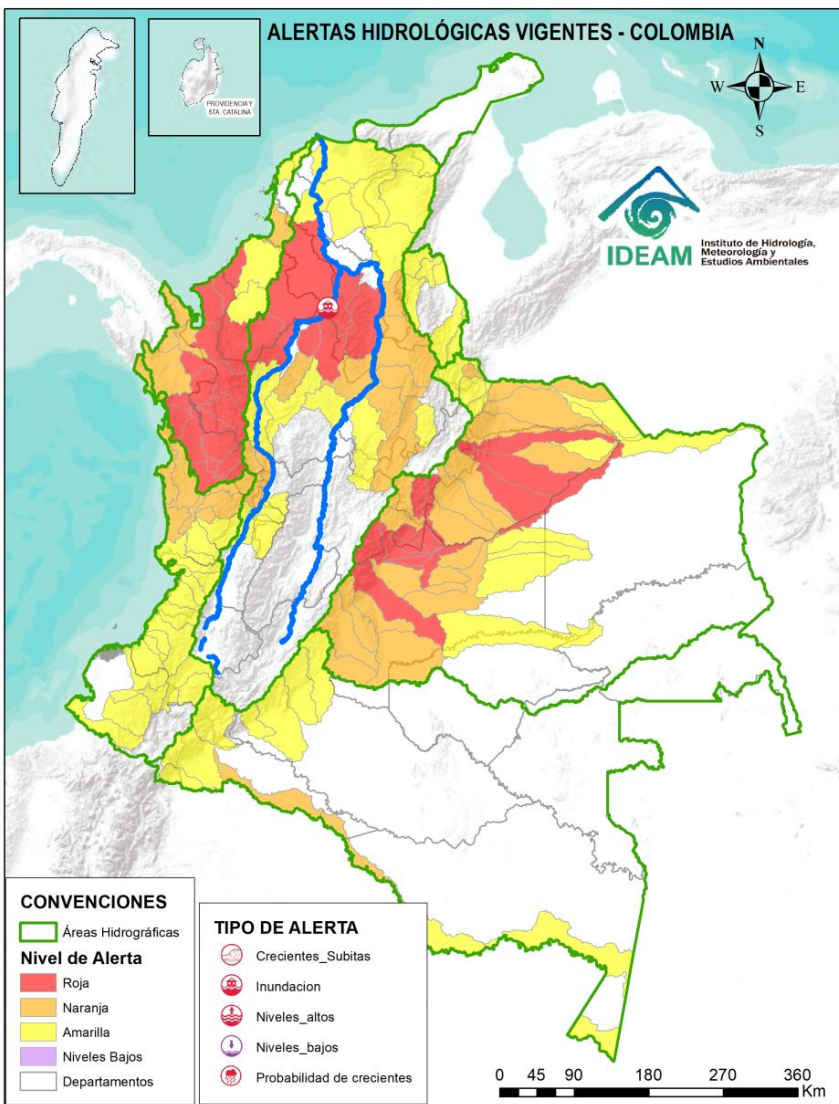 ALERTAS HIDROLÓGICAS VIGENTES - COLOMBIA
PROVIDENCIA Y
STA. CATALINA
N
W
E
S
IDEAM
Instituto de Hidrología,
Meteorología y
Estudios Ambientales
CONVENCIONES
Áreas Hidrográficas
Nivel de Alerta
Roja
Naranja
Amarilla
Niveles Bajos
Departamentos
TIPO DE ALERTA
Crecientes_Subitas
Inundacion
Niveles_altos
Niveles_bajos
Probabilidad de crecientes
0 45 90 180 270 360
Km